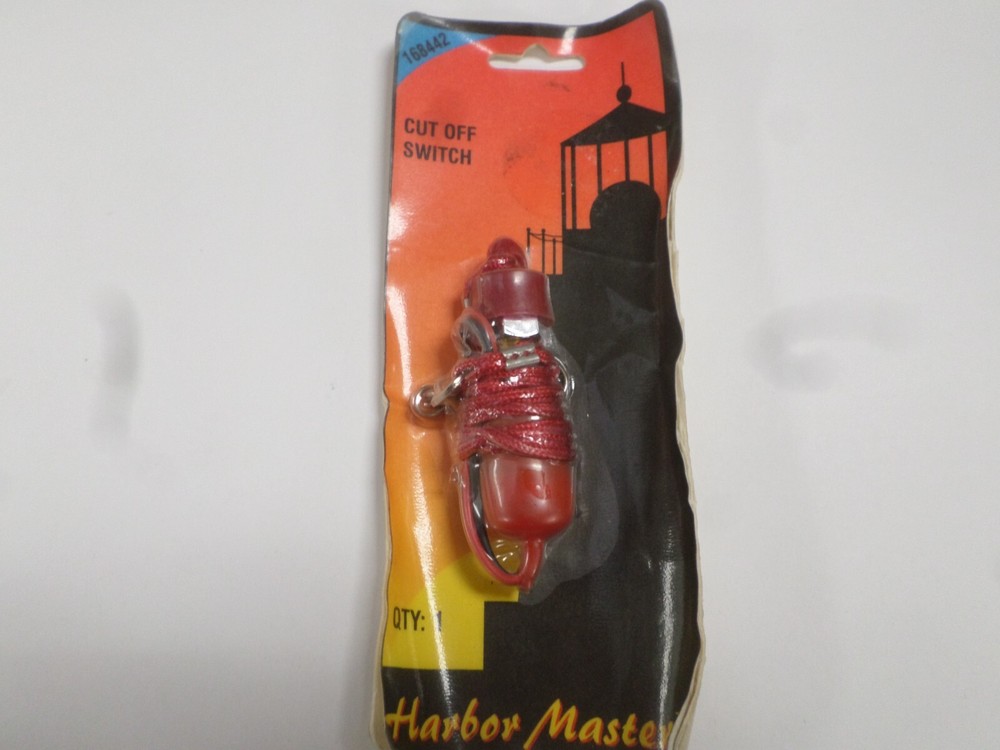 168442
CUT OFF
SWITCH
QTY: 1
Harbor Master